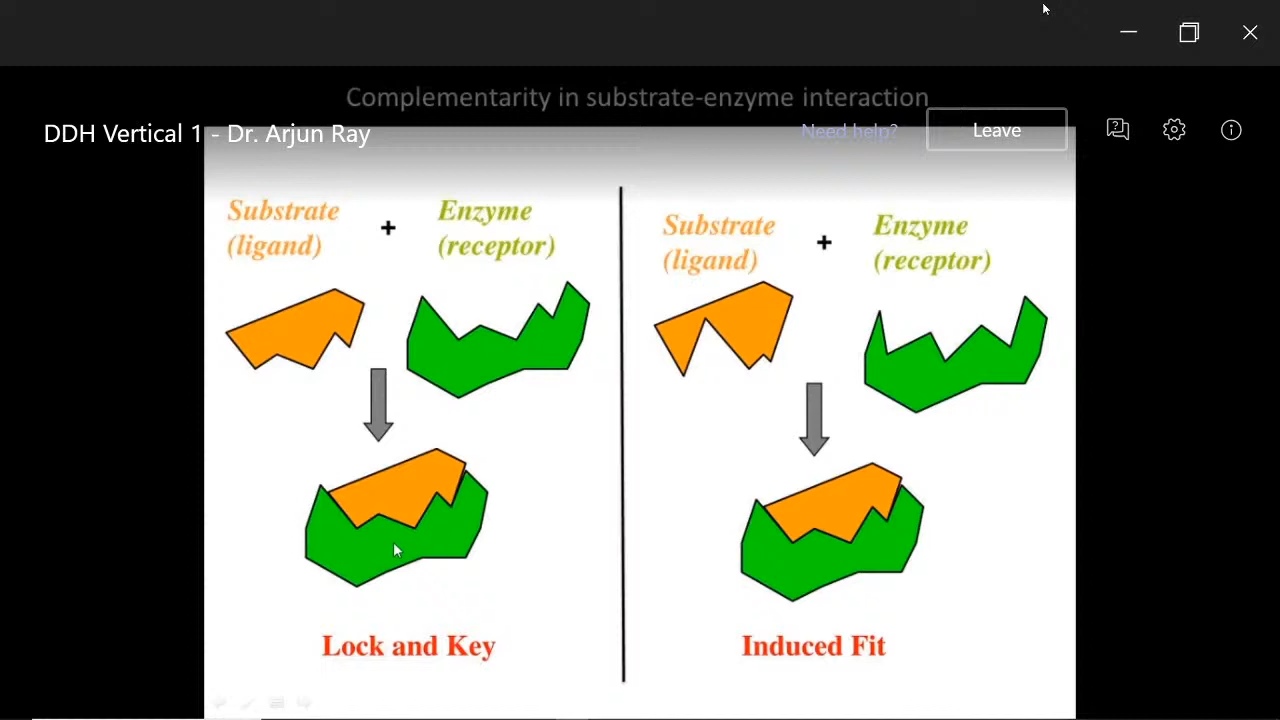 Complementarity in substrate-enzyme interaction
DDH Vertical 1 - Dr. Arjun Ray
Need help?
Leave
Substrate
(ligand)
+
Enzyme
(receptor)
Substrate
(ligand)
+
Enzyme
(receptor)
Lock and Key
Induced Fit